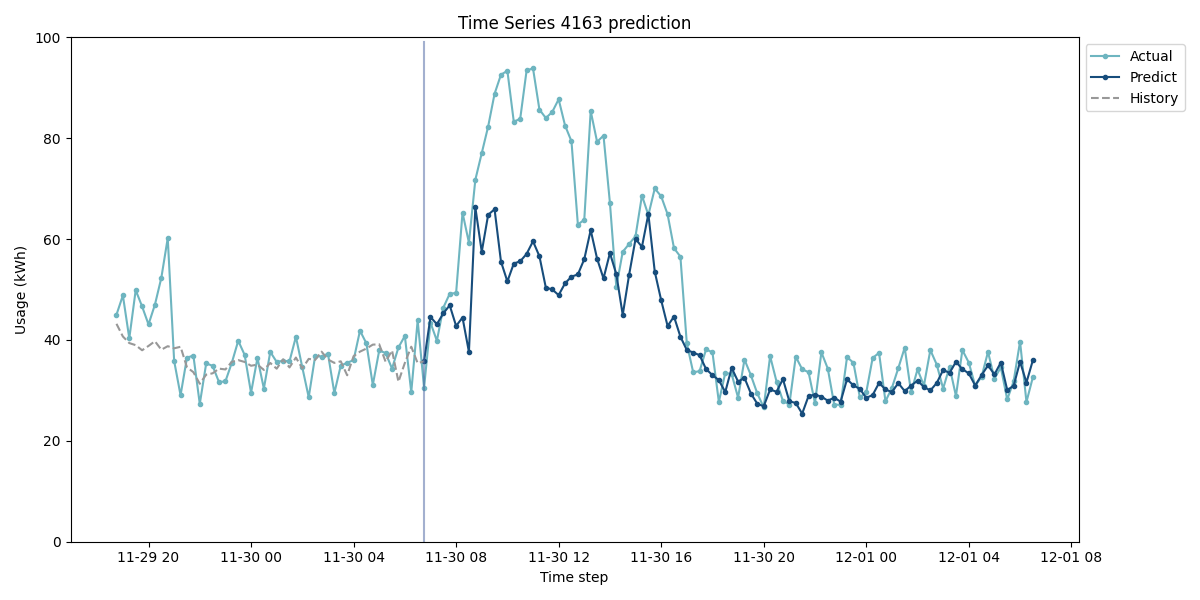 Time Series 4163 prediction
100
80
60
40
20
0
Usage (kWh)
11-29 20
11-30 00
11-30 04
11-30 08
11-30 12
11-30 16
11-30 20
12-01 00
12-01 04
12-01 08
Time step
Actual
Predict
History